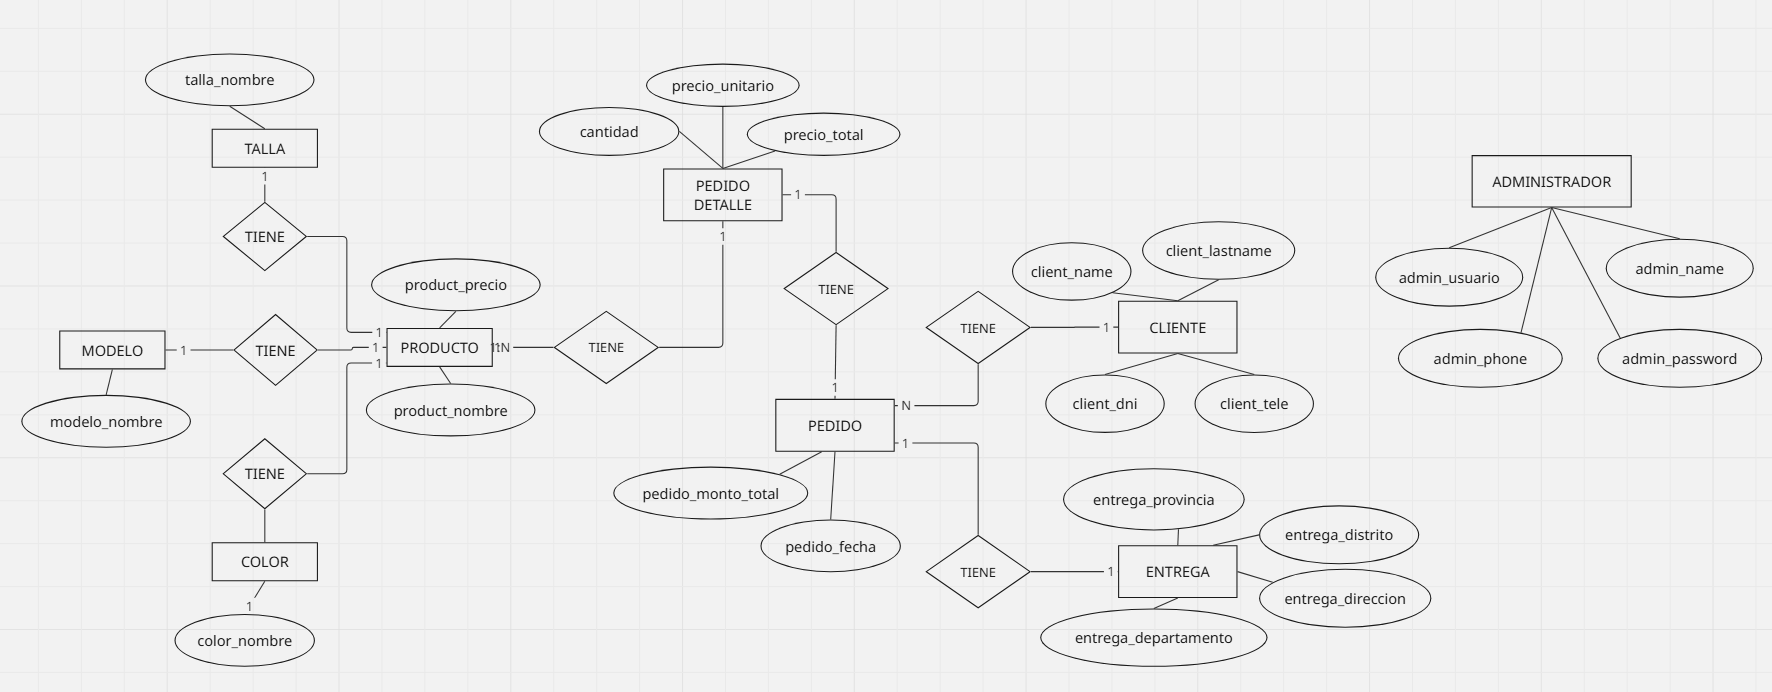 talla_nombre
TALLA
1
TIENE
MODELO
1
TIENE
modelo_nombre
TIENE
COLOR
1
color_nombre
product_precio
1
1
1
PRODUCTO
N
product_nombre
TIENE
precio_unitario
cantidad
precio_total
PEDIDO
DETALLE
1
1
TIENE
1
PEDIDO
N
1
pedido_monto_total
pedido_fecha
TIENE
1
client_name
client_lastname
CLIENTE
client_dni
client_tele
TIENE
1
ENTREGA
entrega_provincia
entrega_distrito
entrega_direccion
entrega_departamento
ADMINISTRADOR
admin_usuario
admin_name
admin_phone
admin_password